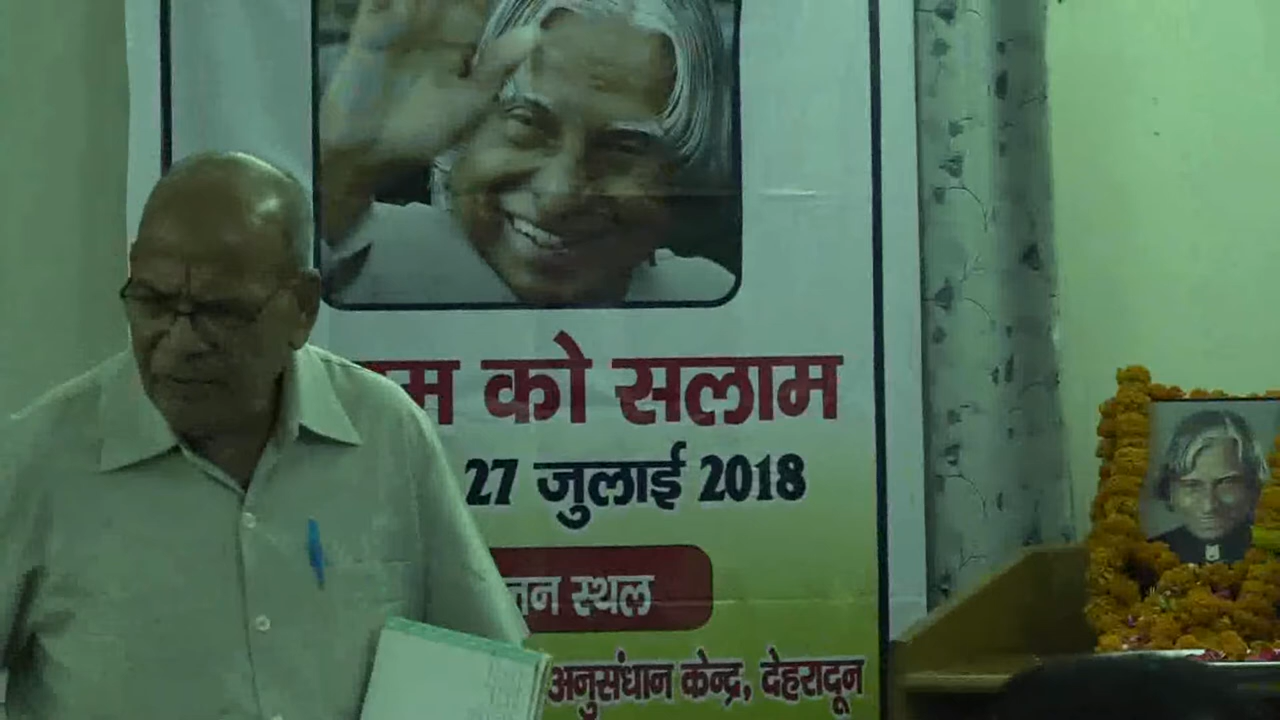 को सलाम
27 जुलाई 2018
स्थल
अनुसंधान केन्द्र, देहरादून